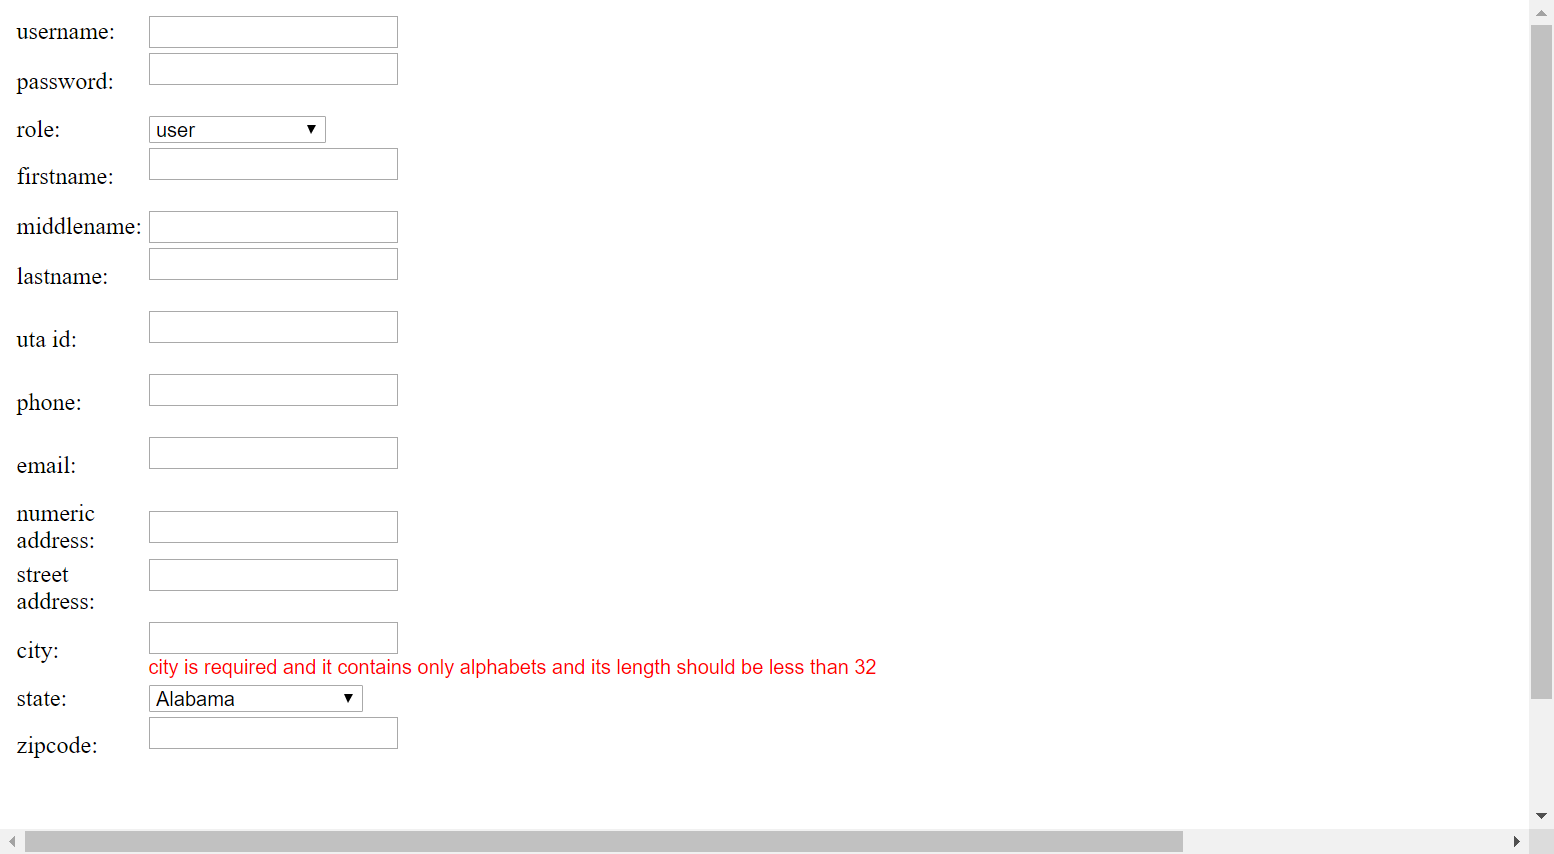 username:
password:
role: user
firstname:
middlename:
lastname:
uta id:
phone:
email:
numeric
address:
street
address:
city:
city is required and it contains only alphabets and its length should be less than 32
state: Alabama
zipcode: